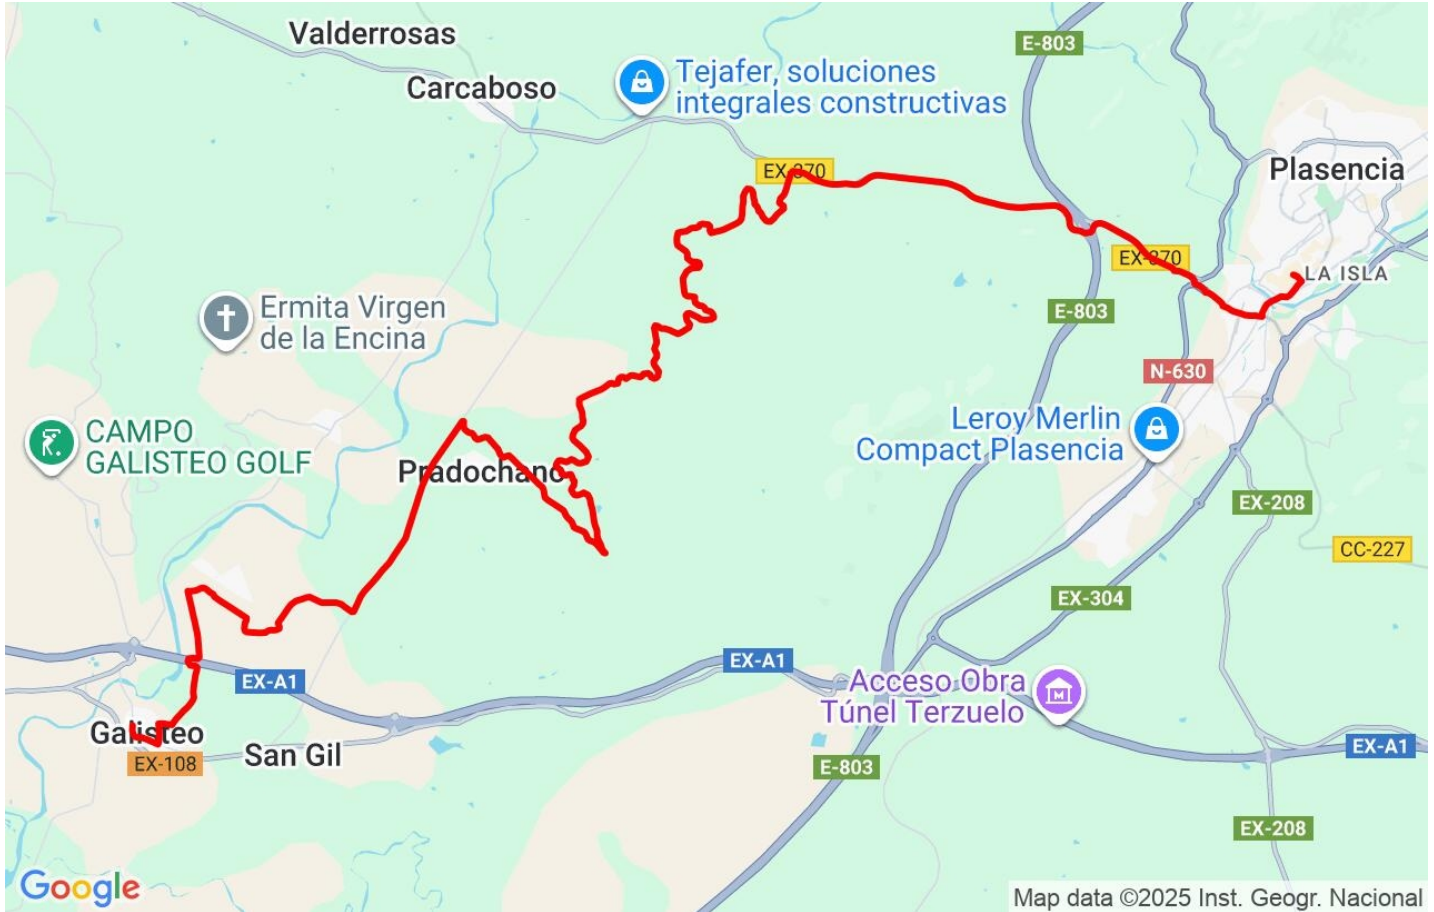 Valderrosas
E-803
Carcaboso
Tejafer, soluciones
integrales constructivas
EX-370
Plasencia
EX-370
LA ISLA
Ermita Virgen
de la Encina
E-803
N-630
CAMPO
GALISTEO GOLF
Leroy Merlin
Compact Plasencia
Pradochano
EX-208
CC-227
EX-304
EX-A1
EX-A1
Acceso Obra
Túnel Terzuelo
Galisteo
San Gil
EX-A1
EX-108
E-803
EX-208
Google
Map data ©2025 Inst. Geogr. Nacional